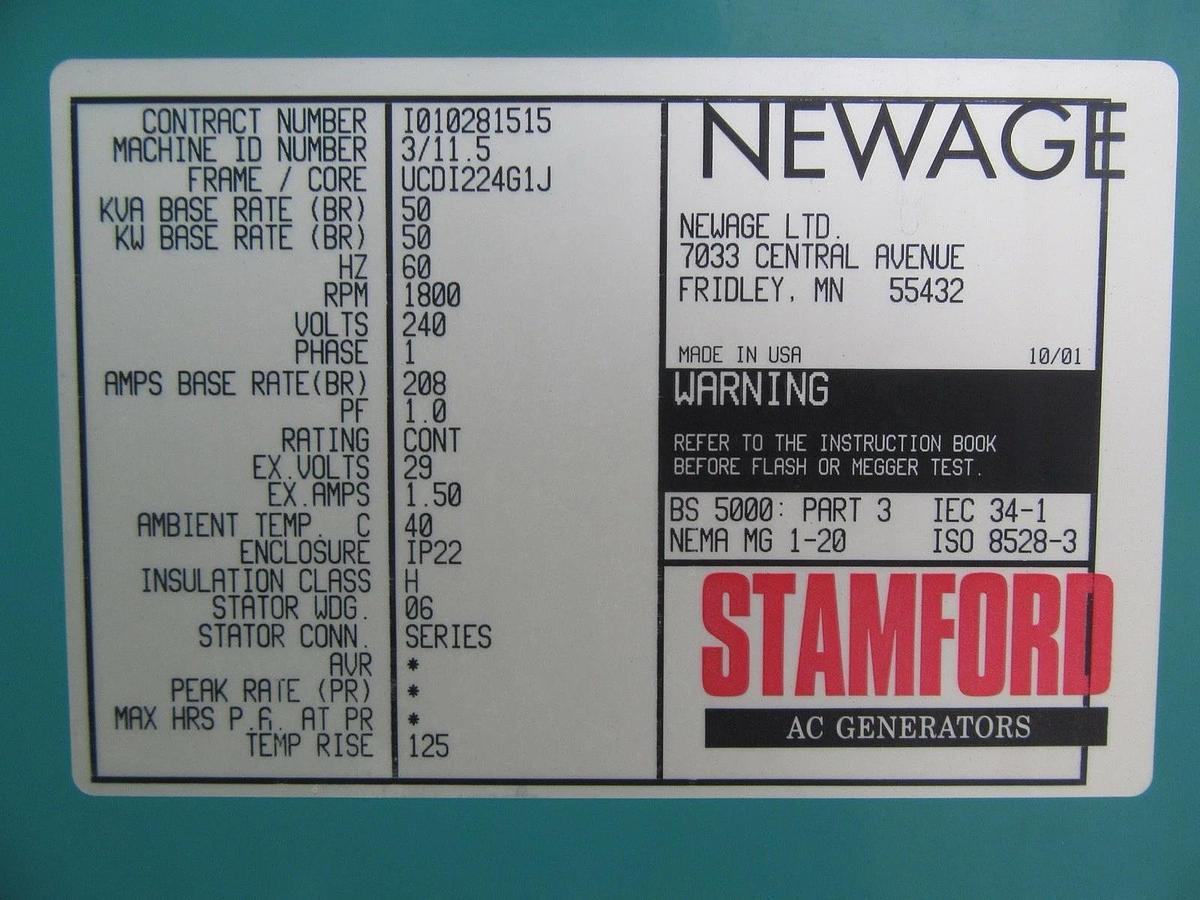 CONTRACT NUMBER I010281515
MACHINE ID NUMBER 3/11.5
FRAME / CORE UCDI224G1J
KVA BASE RATE (BR) 50
KW BASE RATE (BR) 50
HZ 60
RPM 1800
VOLTS 240
PHASE 1
AMPS BASE RATE(BR) 208
PF 1.0
RATING CONT
EX.VOLTS 29
EX.AMPS 1.50
AMBIENT TEMP. C 40
ENCLOSURE IP22
INSULATION CLASS H
STATOR WDG. 06
STATOR CONN. SERIES
AVR *
PEAK RATE (PR) *
MAX HRS P.A. AT PR *
TEMP RISE 125
NEWAGE
NEWAGE LTD.
7033 CENTRAL AVENUE
FRIDLEY, MN 55432
MADE IN USA 10/01
WARNING
REFER TO THE INSTRUCTION BOOK
BEFORE FLASH OR MEGGER TEST.
BS 5000: PART 3 IEC 34-1
NEMA MG 1-20 ISO 8528-3
STAMFORD
AC GENERATORS